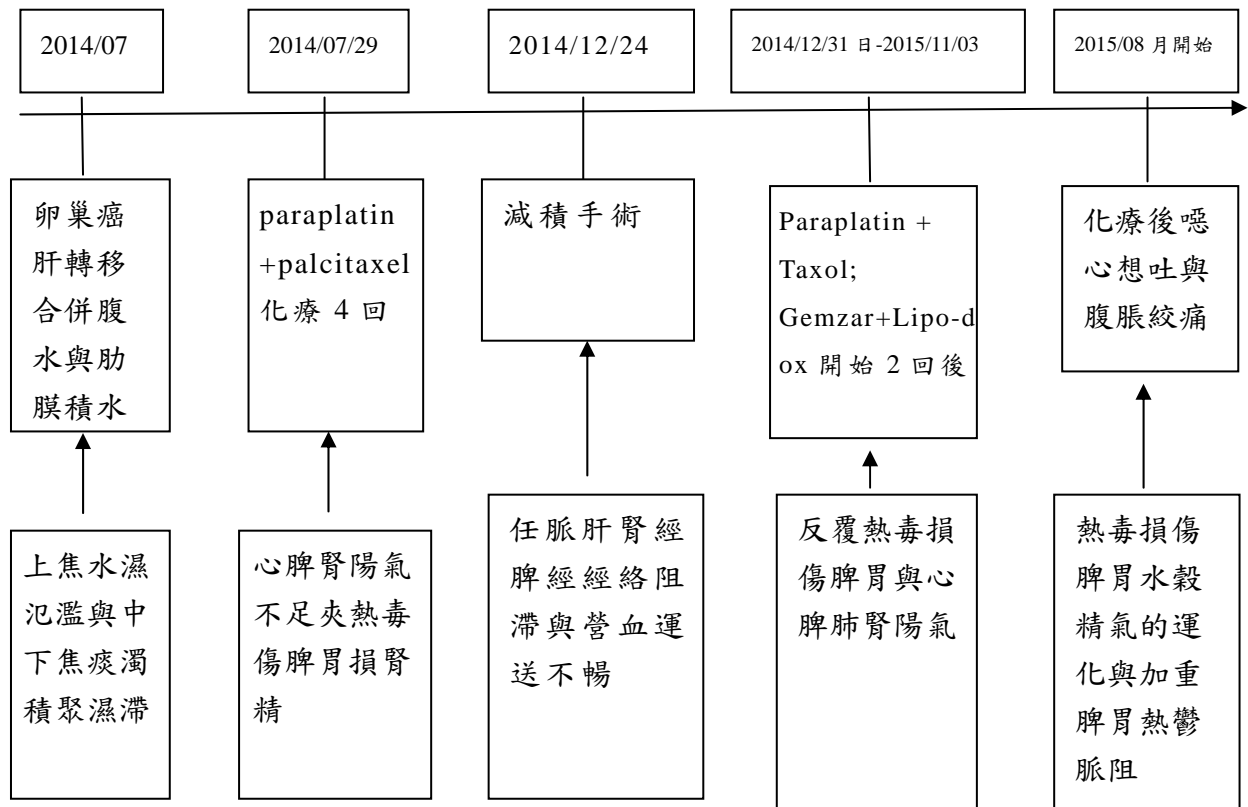 2014/07
2014/07/29
2014/12/24
2014/12/31 日-2015/11/03
2015/08 月開始
卵巢癌
肝轉移
合併腹
水與肋
膜積水
paraplatin
+palcitaxel
化療 4 回
減積手術
Paraplatin +
Taxol;
Gemzar+Lipo-d
ox 開始 2 回後
化療後噁
心想吐與
腹脹絞痛
上焦水濕
氾濫與中
下焦痰濁
積聚濕滯
心脾腎陽氣
不足夾熱毒
傷脾胃損腎
精
任脈肝腎經
脾經經絡阻
滯與營血運
送不暢
反覆熱毒損
傷脾胃與心
脾肺腎陽氣
熱毒損傷
脾胃水穀
精氣的運
化與加重
脾胃熱鬱
脈阻